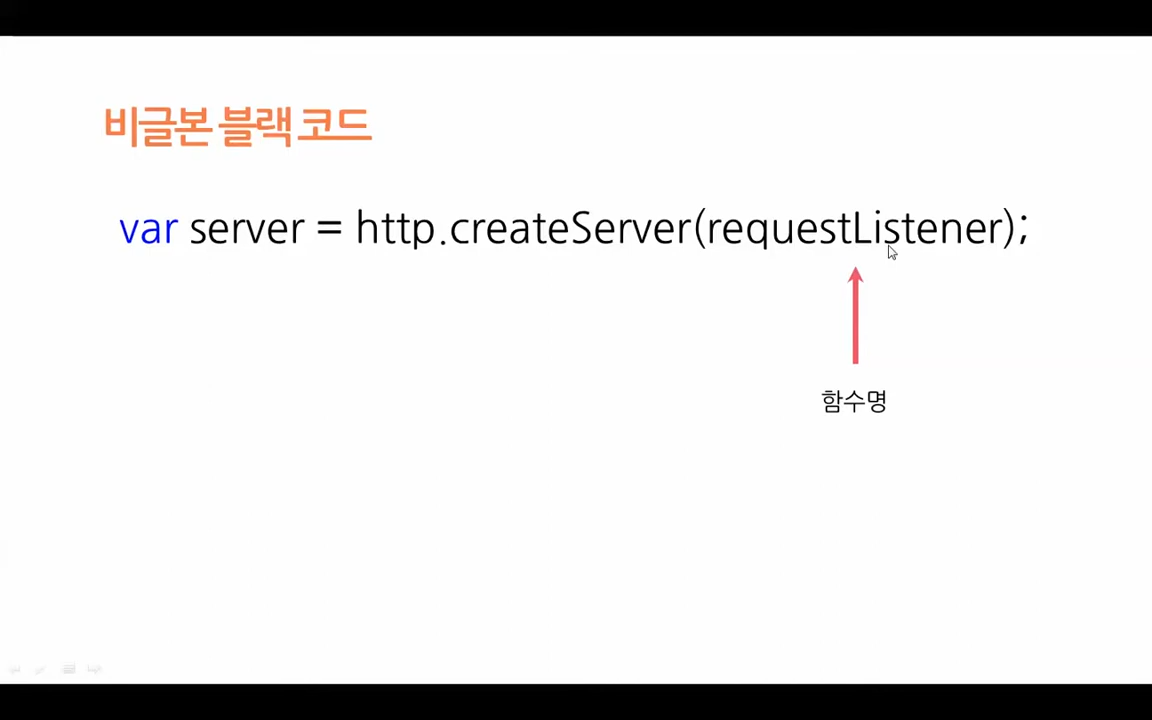 비글본 블랙 코드
var server = http.createServer(requestListener);
함수명